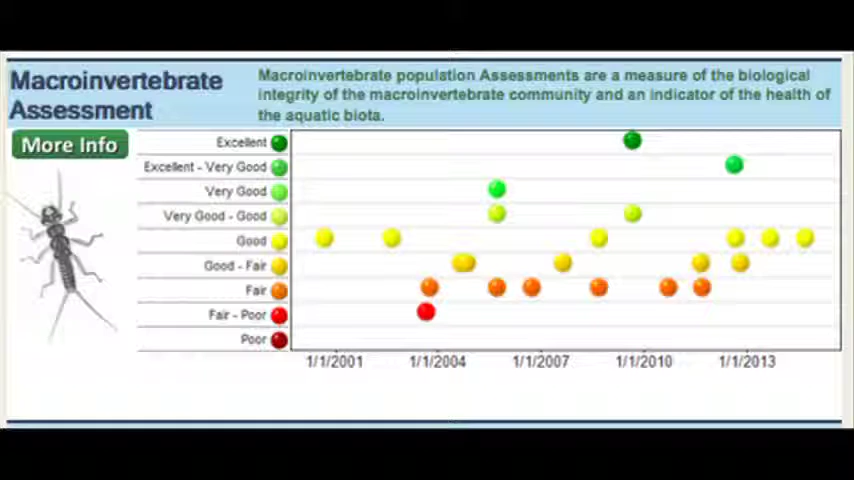 Macroinvertebrate
Assessment
Macroinvertebrate population Assessments are a measure of the biological
integrity of the macroinvertebrate community and an indicator of the health of
the aquatic biota.
More Info
Excellent
Excellent - Very Good
Very Good
Very Good - Good
Good
Good - Fair
Fair
Fair - Poor
Poor
1/1/2001 1/1/2004 1/1/2007 1/1/2010 1/1/2013